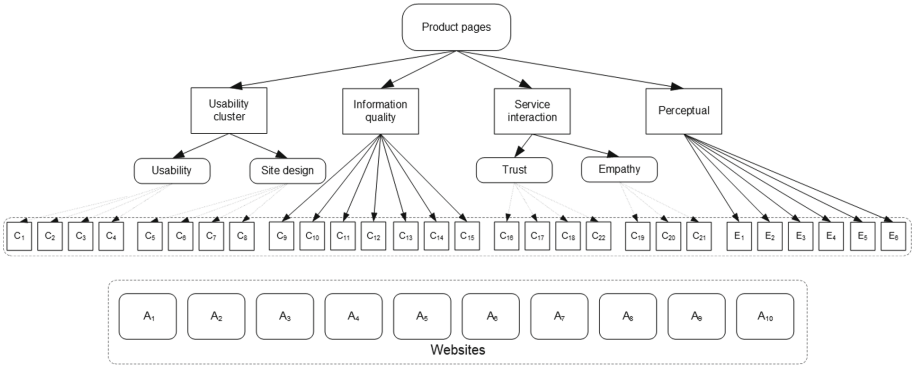 Product pages
Usability
cluster
Information
quality
Service
interaction
Perceptual
Usability
Site design
Trust
Empathy
C1 C2 C3 C4 C5 C6 C7 C8 C9 C10 C11 C12 C13 C14 C15 C16 C17 C18 C22 C19 C20 C21 E1 E2 E3 E4 E5 E6
A1 A2 A3 A4 A5 A6 A7 A8 A9 A10
Websites